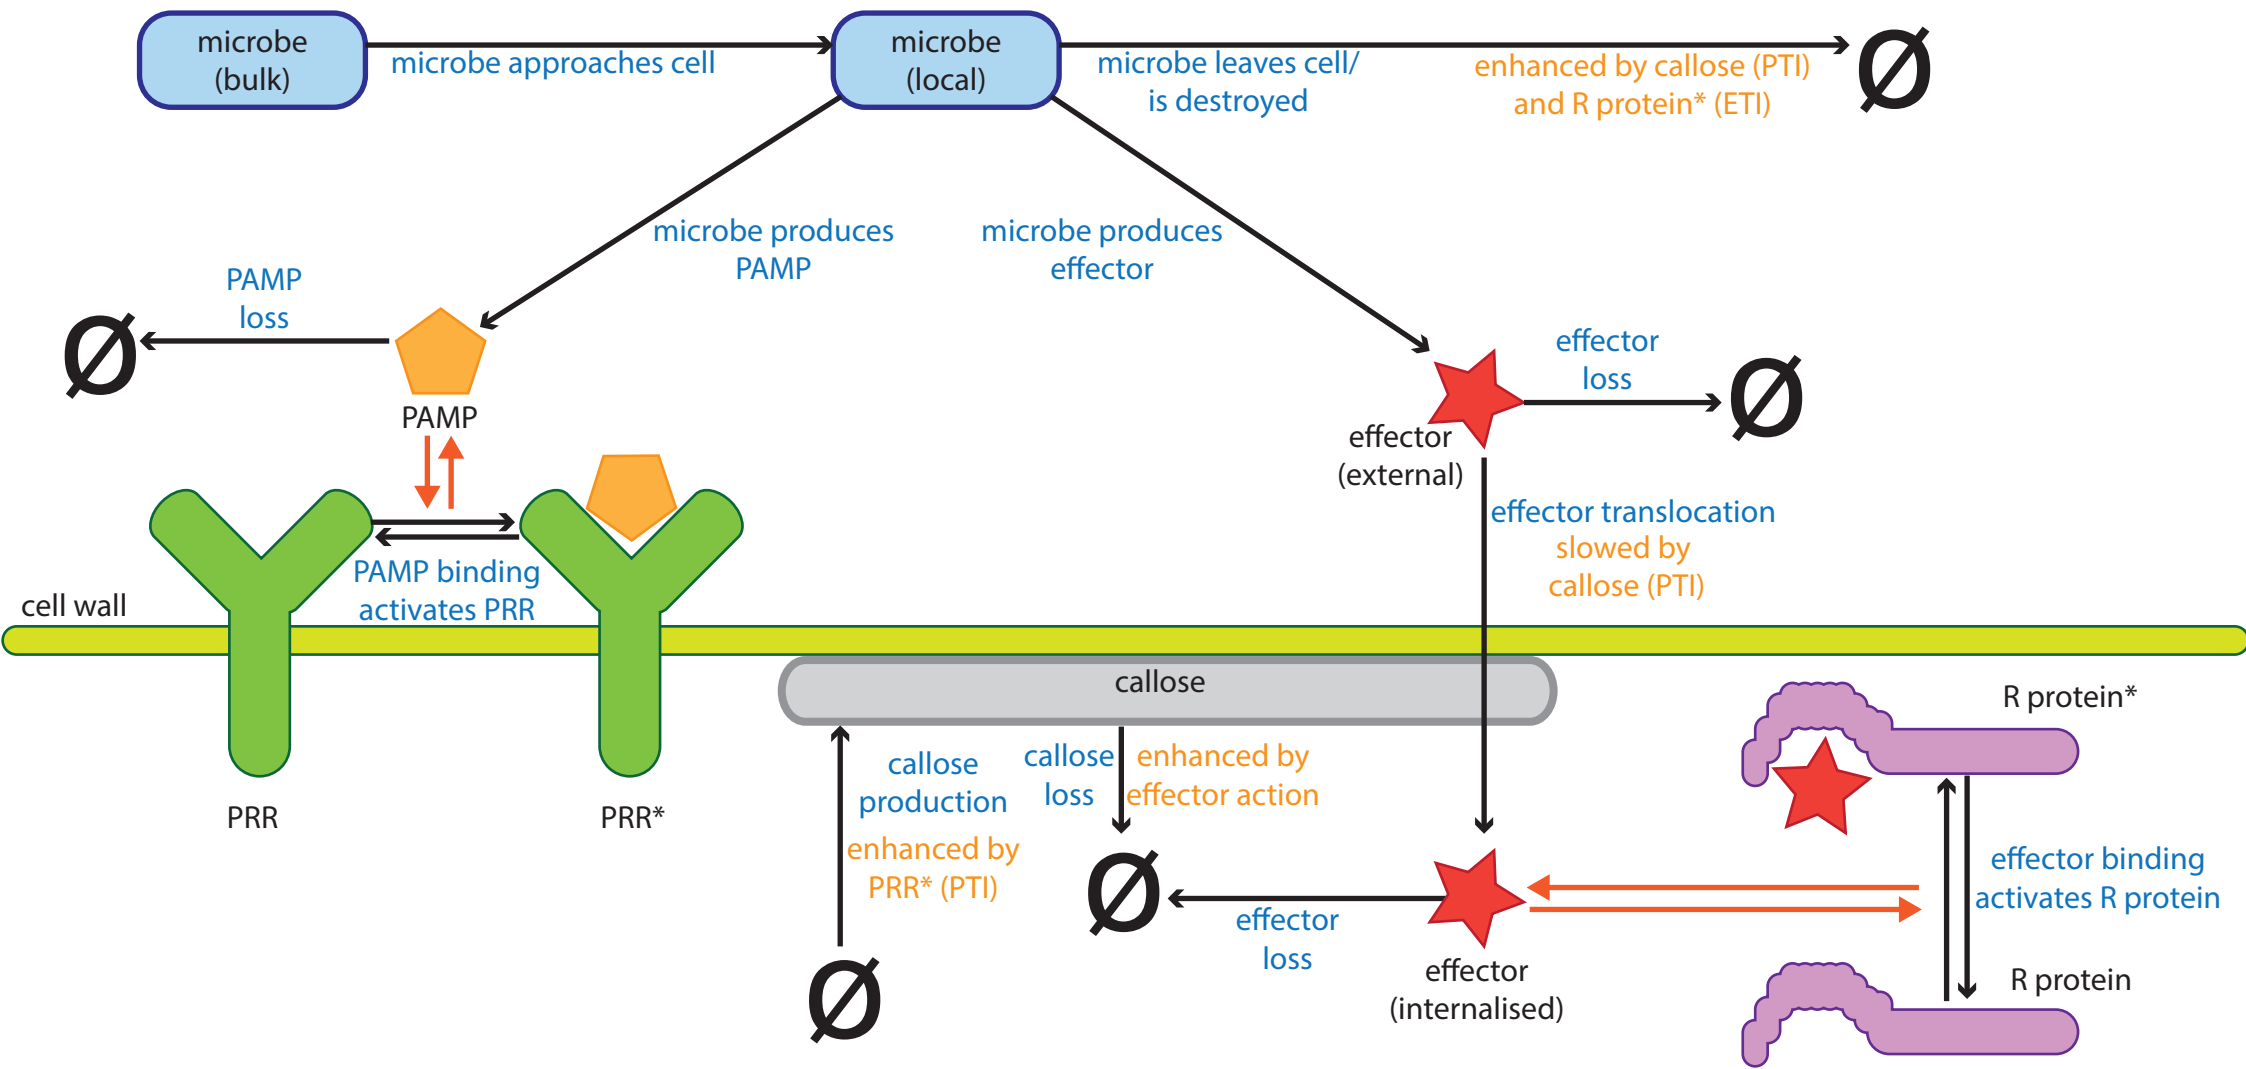 microbe
(bulk)
microbe approaches cell
microbe
(local)
microbe leaves cell/
is destroyed
enhanced by callose (PTI)
and R protein* (ETI)
Ø
microbe produces
PAMP
microbe produces
effector
PAMP
loss
Ø
PAMP
effector
loss
Ø
effector
(external)
effector translocation
slowed by
callose (PTI)
PAMP binding
activates PRR
cell wall
callose
PRR
PRR*
callose
production
enhanced by
PRR* (PTI)
Ø
callose
loss
enhanced by
effector action
Ø
effector
loss
effector
(internalised)
R protein*
effector binding
activates R protein
R protein